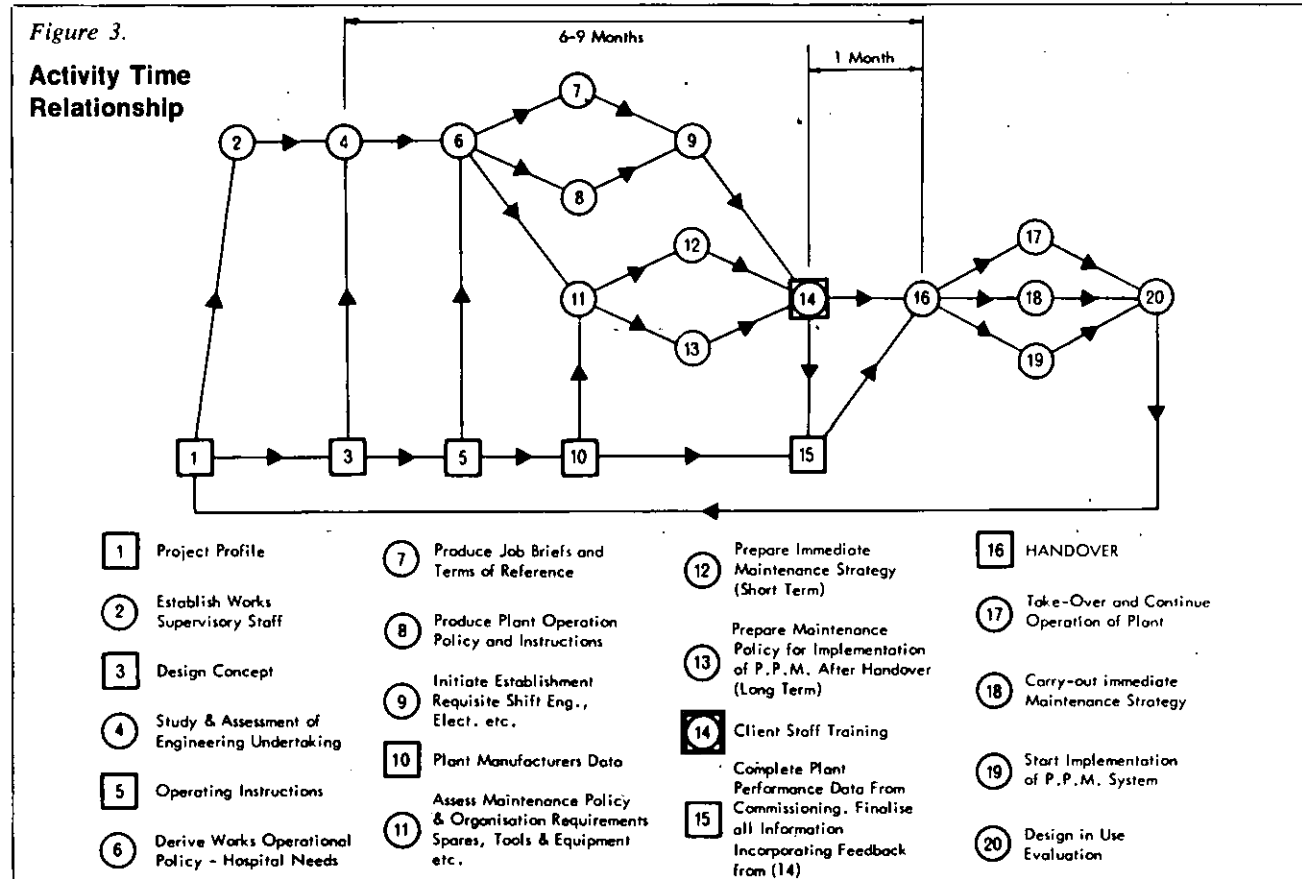 Figure 3.
Activity Time
Relationship
6-9 Months
1 Month
2
4
6
7
8
9
11
12
13
14
16
17
18
19
20
1
3
5
10
15
1 Project Profile
2 Establish Works
Supervisory Staff
3 Design Concept
4 Study & Assessment of
Engineering Undertaking
5 Operating Instructions
6 Derive Works Operational
Policy - Hospital Needs
7 Produce Job Briefs and
Terms of Reference
8 Produce Plant Operation
Policy and Instructions
9 Initiate Establishment
Requisite Shift Eng.,
Elect. etc.
10 Plant Manufacturers Data
11 Assess Maintenance Policy
& Organisation Requirements
Spares, Tools & Equipment
etc.
12 Prepare Immediate
Maintenance Strategy
(Short Term)
13 Prepare Maintenance
Policy for Implementation
of P.P.M. After Handover
(Long Term)
14 Client Staff Training
15 Complete Plant
Performance Data From
Commissioning. Finalise
all Information
Incorporating Feedback
from (14)
16 HANDOVER
17 Take-Over and Continue
Operation of Plant
18 Carry-out immediate
Maintenance Strategy
19 Start Implementation
of P.P.M. System
20 Design in Use
Evaluation